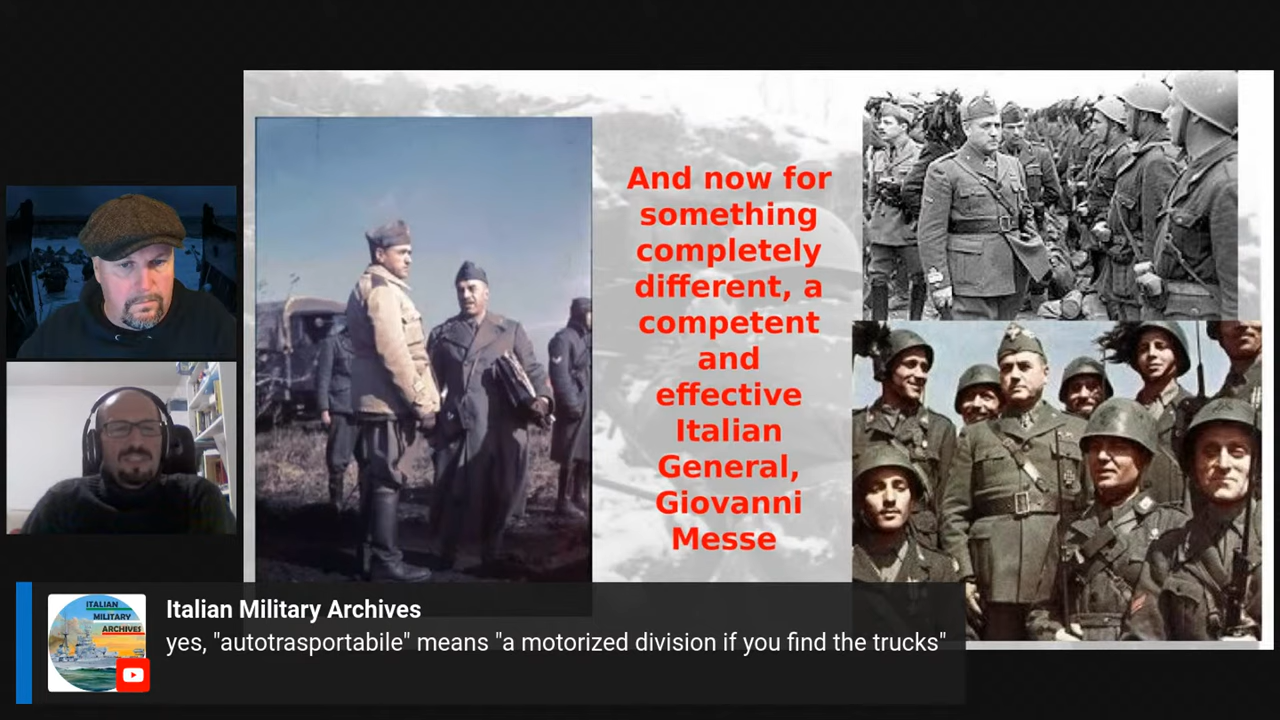 And now for
something
completely
different, a
competent
and
effective
Italian
General,
Giovanni
Messe
ITALIAN
MILITARY
ARCHIVES
Italian Military Archives
yes, "autotrasportabile" means "a motorized division if you find the trucks"